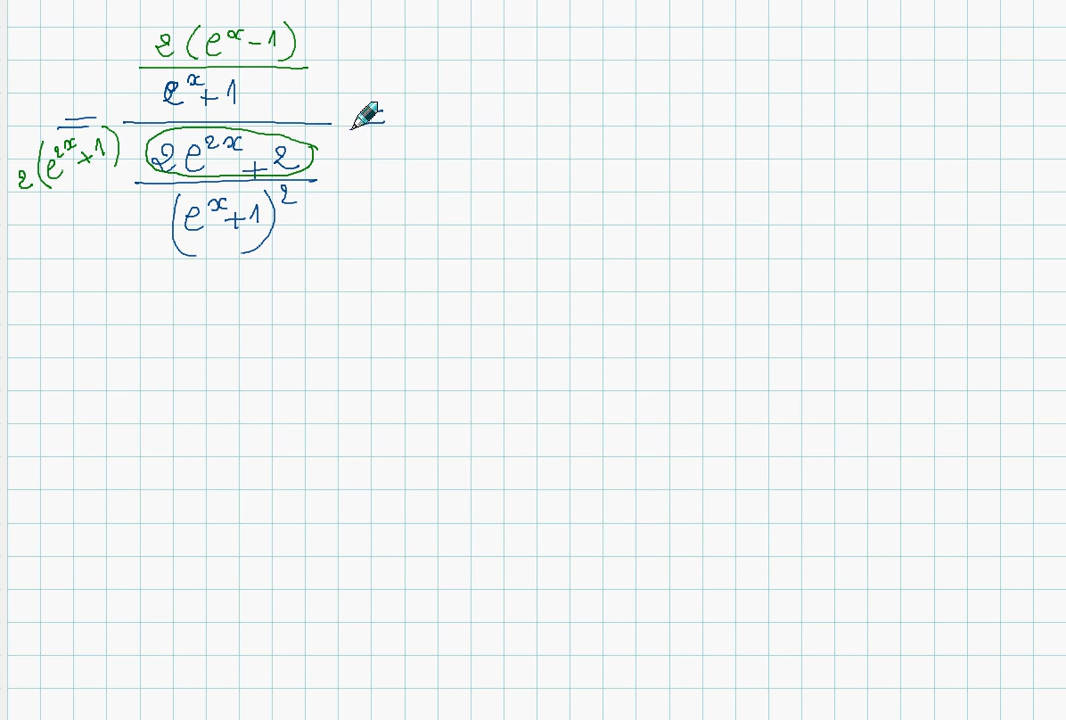 2(e^x - 1)
e^x + 1
=
2(e^{2x} + 1)
2e^{2x} + 2
(e^x + 1)^2